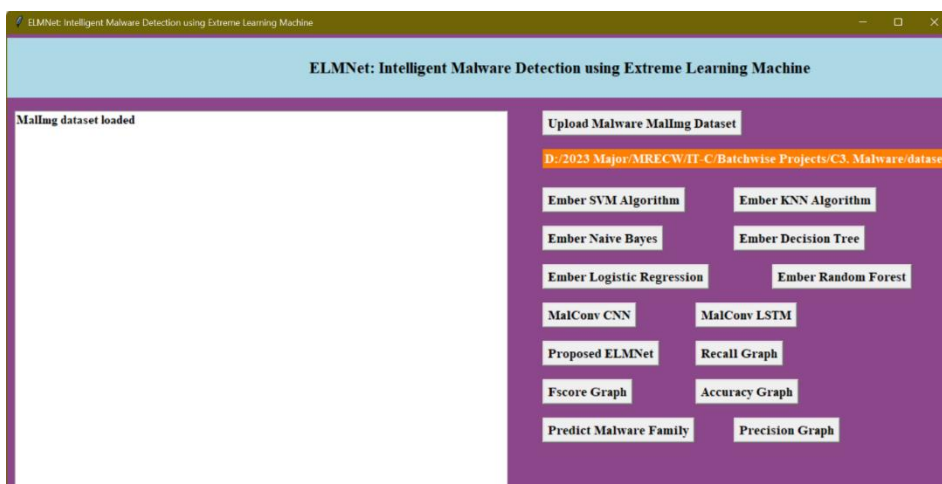 ELMNet: Intelligent Malware Detection using Extreme Learning Machine
ELMNet: Intelligent Malware Detection using Extreme Learning Machine
MalImg dataset loaded
Upload Malware MalImg Dataset
D:/2023 Major/MRECW/IT-C/Batchwise Projects/C3. Malware/datase
Ember SVM Algorithm
Ember KNN Algorithm
Ember Naive Bayes
Ember Decision Tree
Ember Logistic Regression
Ember Random Forest
MalConv CNN
MalConv LSTM
Proposed ELMNet
Recall Graph
Fscore Graph
Accuracy Graph
Predict Malware Family
Precision Graph